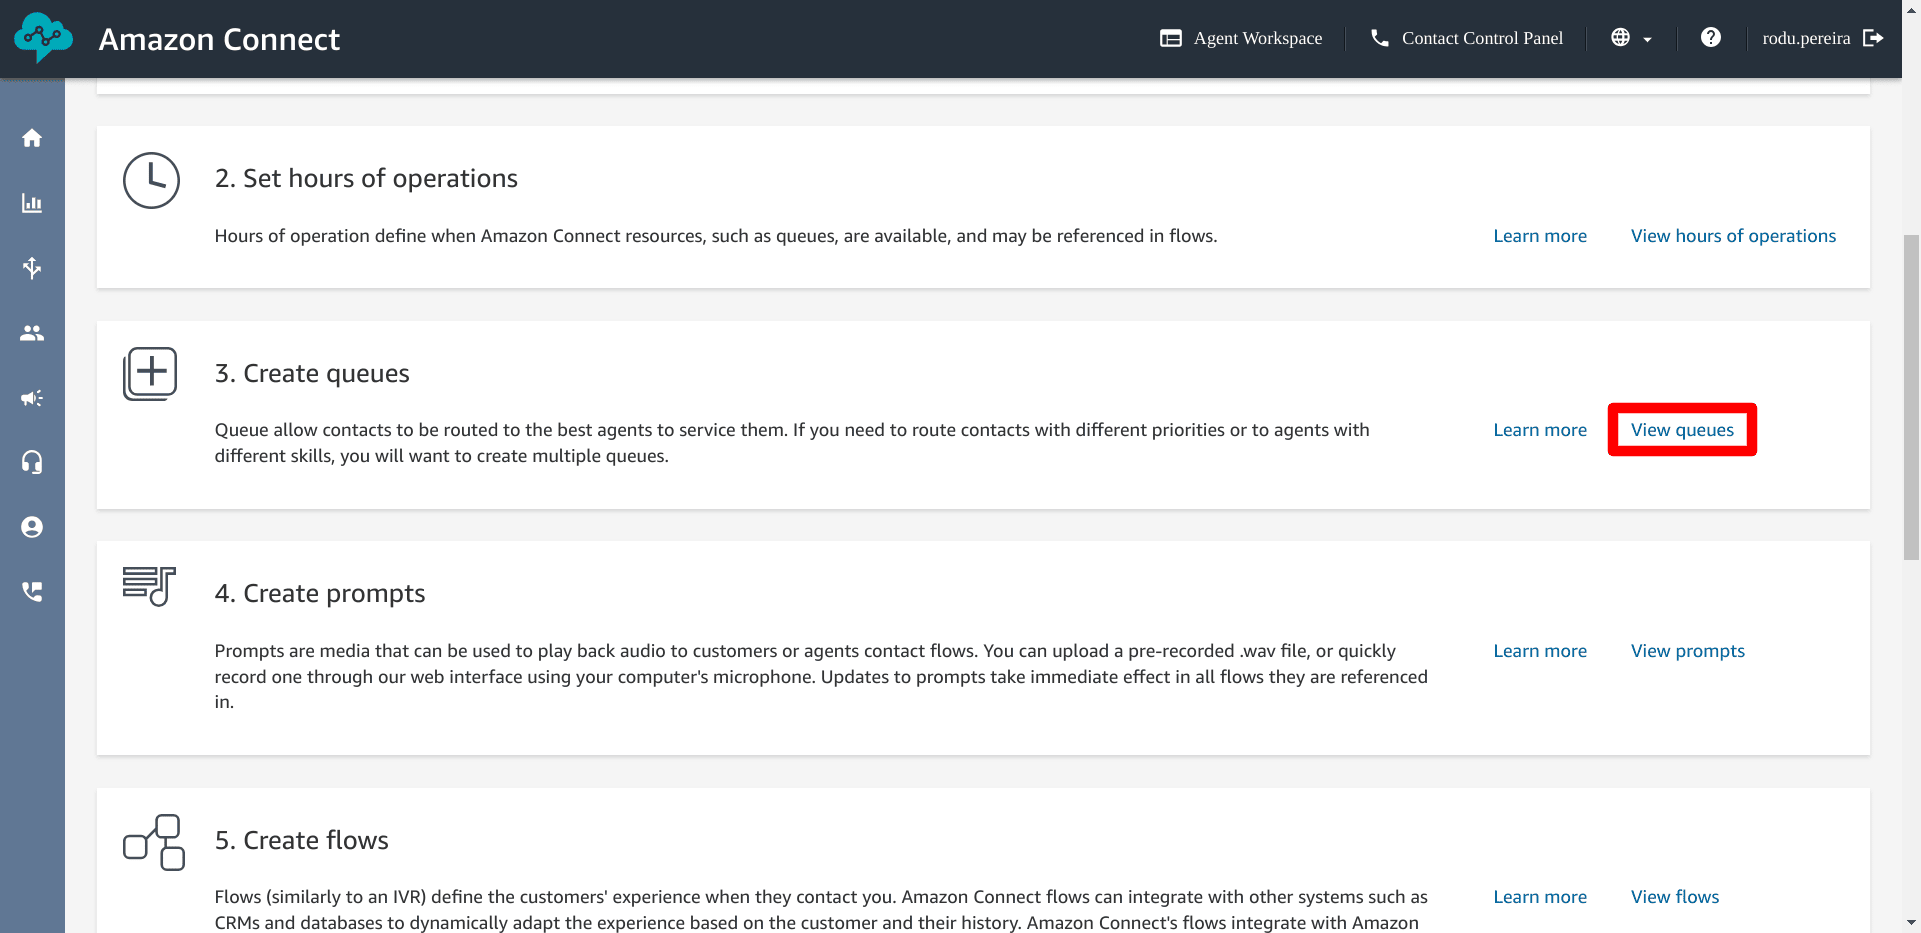 Amazon Connect
Agent Workspace
Contact Control Panel
rodu.pereira
2. Set hours of operations
Hours of operation define when Amazon Connect resources, such as queues, are available, and may be referenced in flows.
Learn more
View hours of operations
3. Create queues
Queue allow contacts to be routed to the best agents to service them. If you need to route contacts with different priorities or to agents with
different skills, you will want to create multiple queues.
Learn more
View queues
4. Create prompts
Prompts are media that can be used to play back audio to customers or agents contact flows. You can upload a pre-recorded .wav file, or quickly
record one through our web interface using your computer's microphone. Updates to prompts take immediate effect in all flows they are referenced
in.
Learn more
View prompts
5. Create flows
Flows (similarly to an IVR) define the customers' experience when they contact you. Amazon Connect flows can integrate with other systems such as
CRMs and databases to dynamically adapt the experience based on the customer and their history. Amazon Connect's flows integrate with Amazon
Learn more
View flows